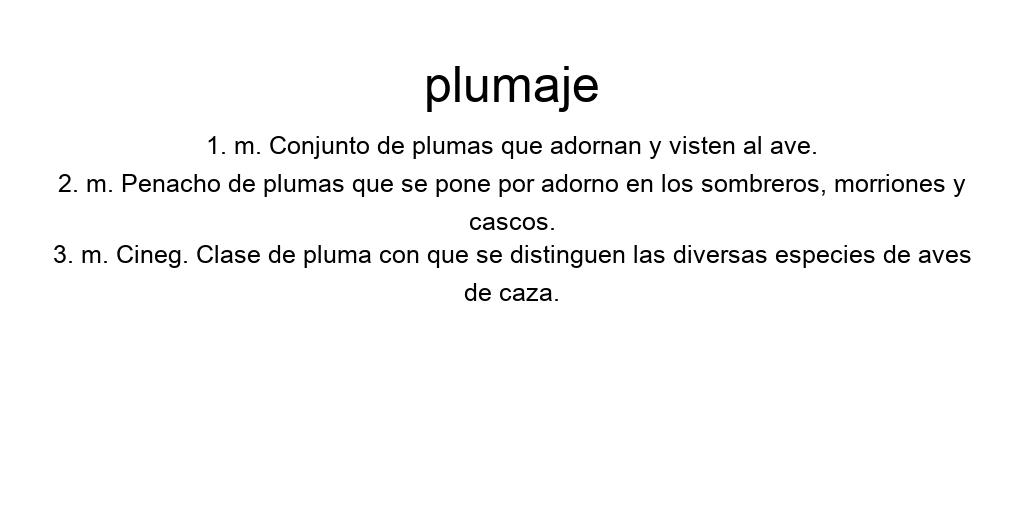 plumaje
1. m. Conjunto de plumas que adornan y visten al ave.
2. m. Penacho de plumas que se pone por adorno en los sombreros, morriones y
cascos.
3. m. Cineg. Clase de pluma con que se distinguen las diversas especies de aves
de caza.